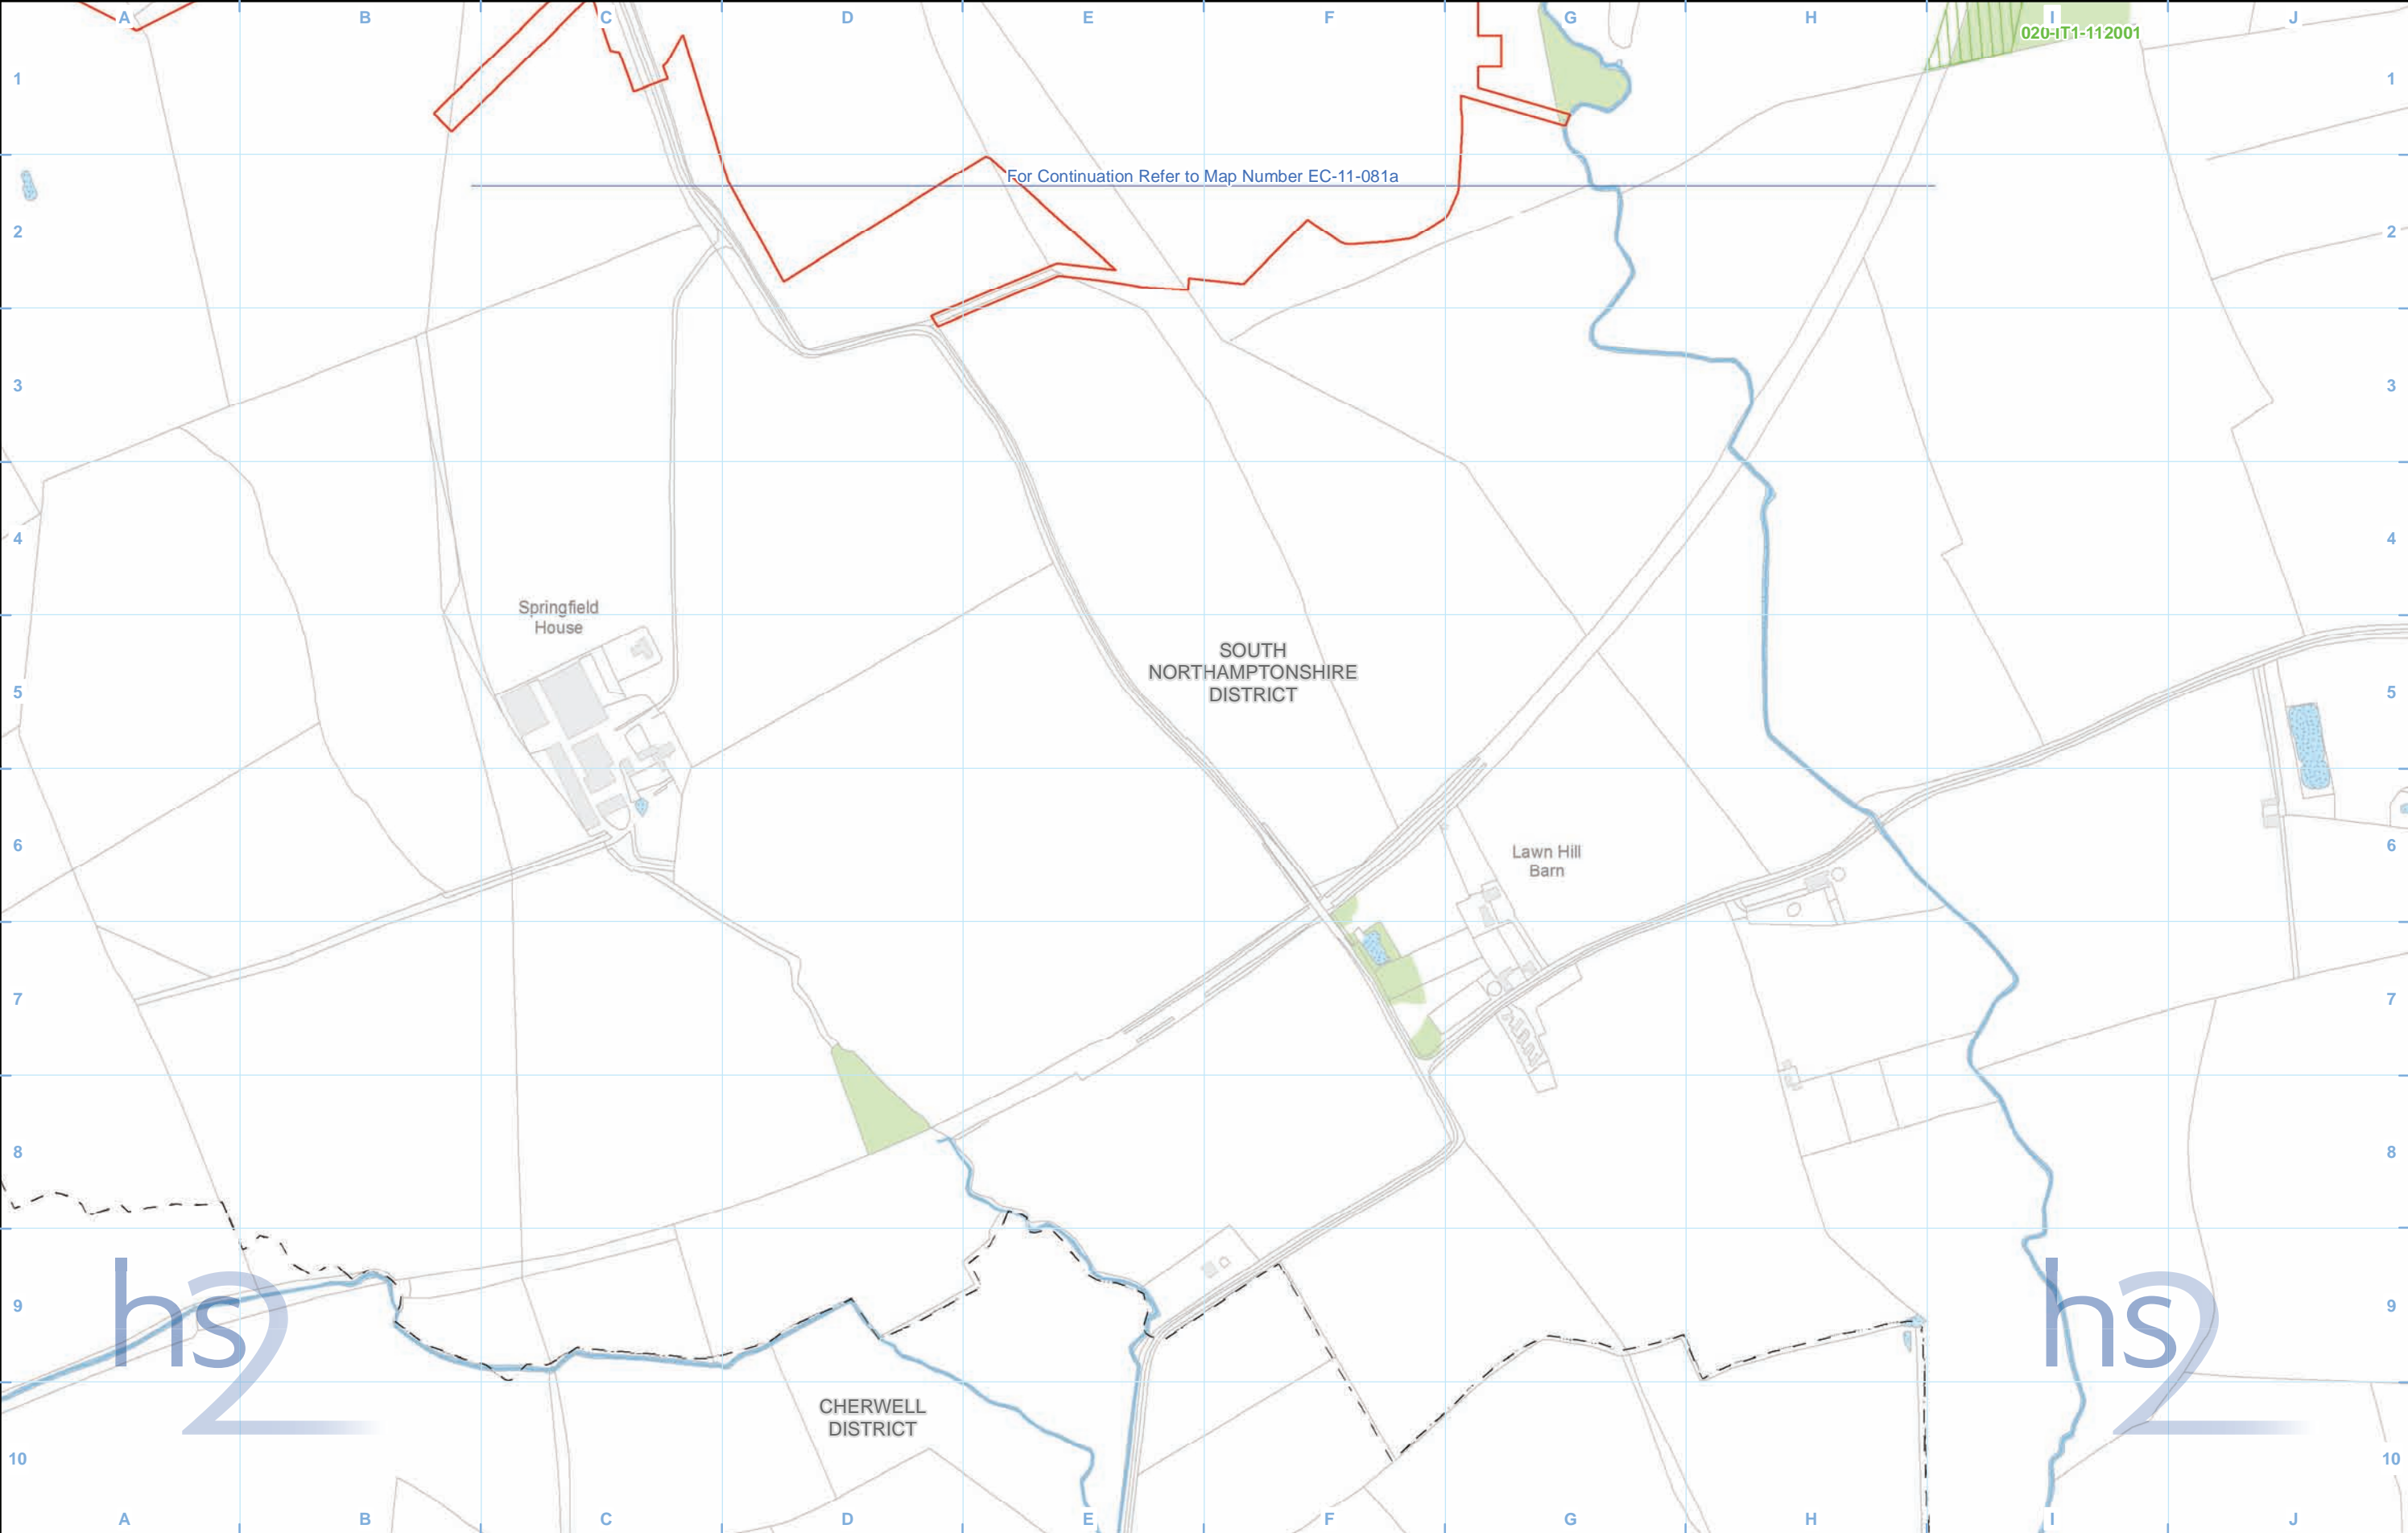 A B C D E F G H I J
020-IT1-112001
1 1
For Continuation Refer to Map Number EC-11-081a
2 2
3 3
4 4
Springfield
House
SOUTH
NORTHAMPTONSHIRE
DISTRICT
5 5
6 6
Lawn Hill
Barn
7 7
8 8
hs2 hs2
9 9
CHERWELL
DISTRICT
10 10
A B C D E F G H I J